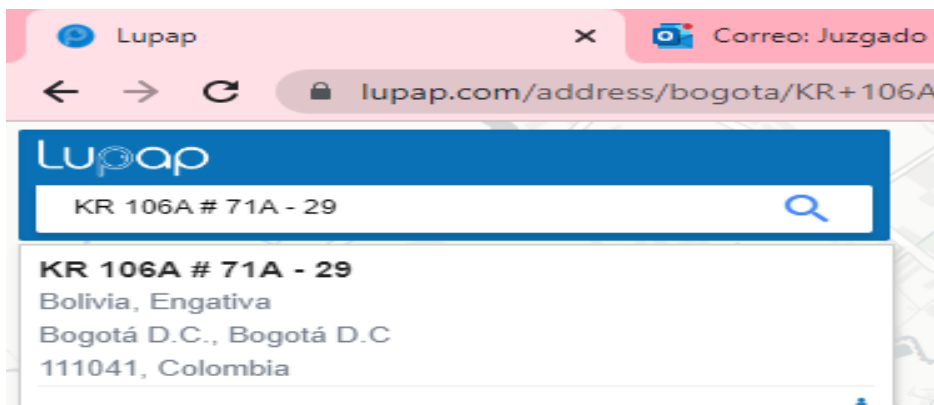 Lupap
Correo: Juzgado
lupap.com/address/bogota/KR+106A
Lupap
KR 106A # 71A - 29
KR 106A # 71A - 29
Bolivia, Engativa
Bogotá D.C., Bogotá D.C
111041, Colombia